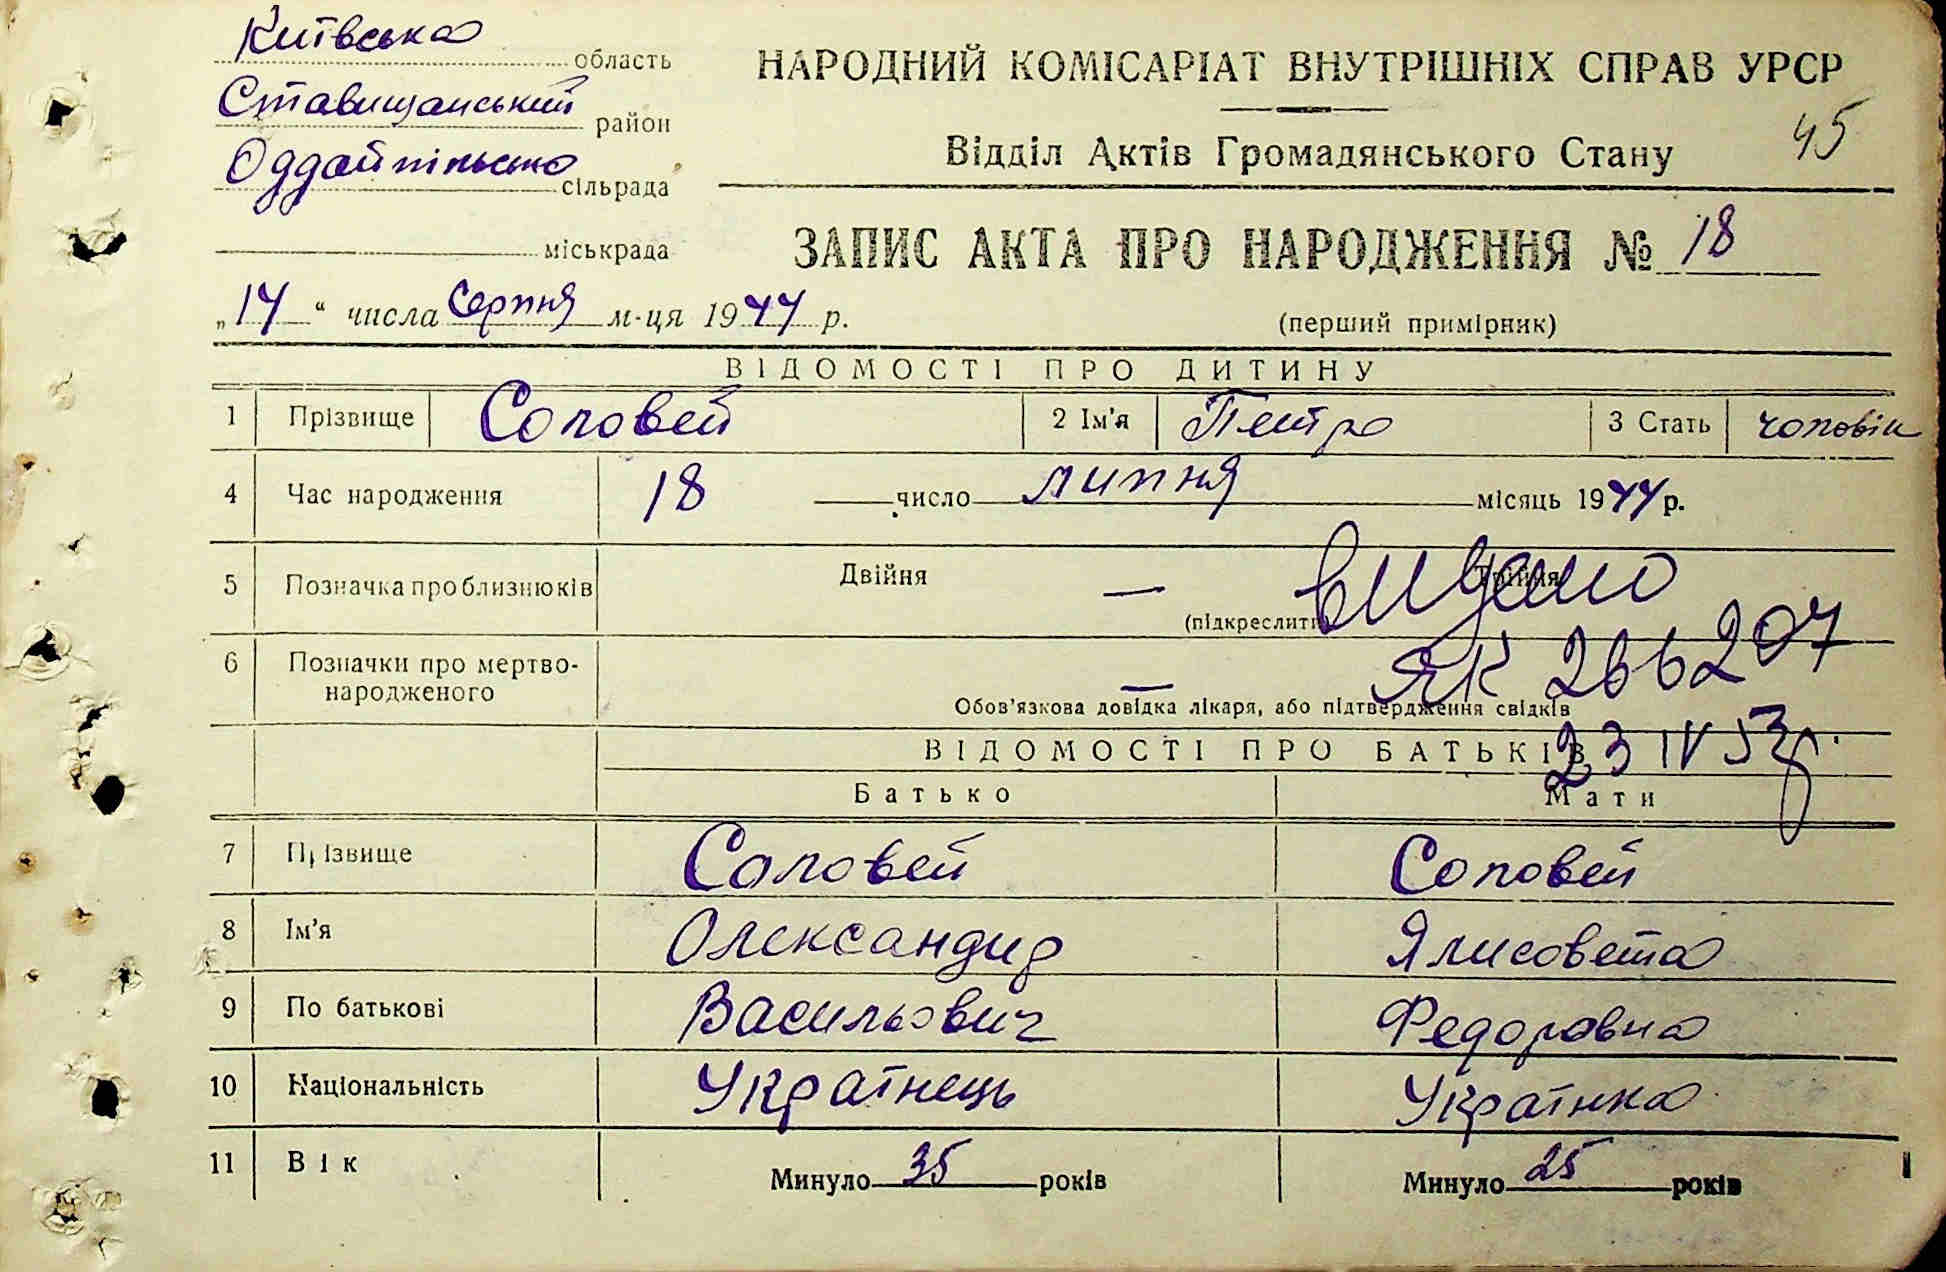 Київська область
Ставищанський район
Оддайпільська сільрада
міськрада
НАРОДНИЙ КОМІСАРІАТ ВНУТРІШНІХ СПРАВ УРСР
45
Відділ Актів Громадянського Стану
ЗАПИС АКТА ПРО НАРОДЖЕННЯ № 18
„14“ числа серпня м-ця 1944 р.
(перший примірник)
ВІДОМОСТІ ПРО ДИТИНУ
1 Прізвище Соловей 2 Ім'я Петро 3 Стать чоловік
4 Час народження 18 число липня місяць 1944 р.
5 Позначка про близнюків Двійня — Трійня
(підкреслити)
видано
ЯК 266207
23 IV 53р.
6 Позначки про мертво-
народженого —
Обов'язкова довідка лікаря, або підтвердження свідків
ВІДОМОСТІ ПРО БАТЬКІВ
Батько Мати
7 Прізвище Соловей Соловей
8 Ім'я Олександир Ялисовета
9 По батькові Васильович Федоровна
10 Національність Українець Українка
11 Вік Минуло 35 років Минуло 25 років